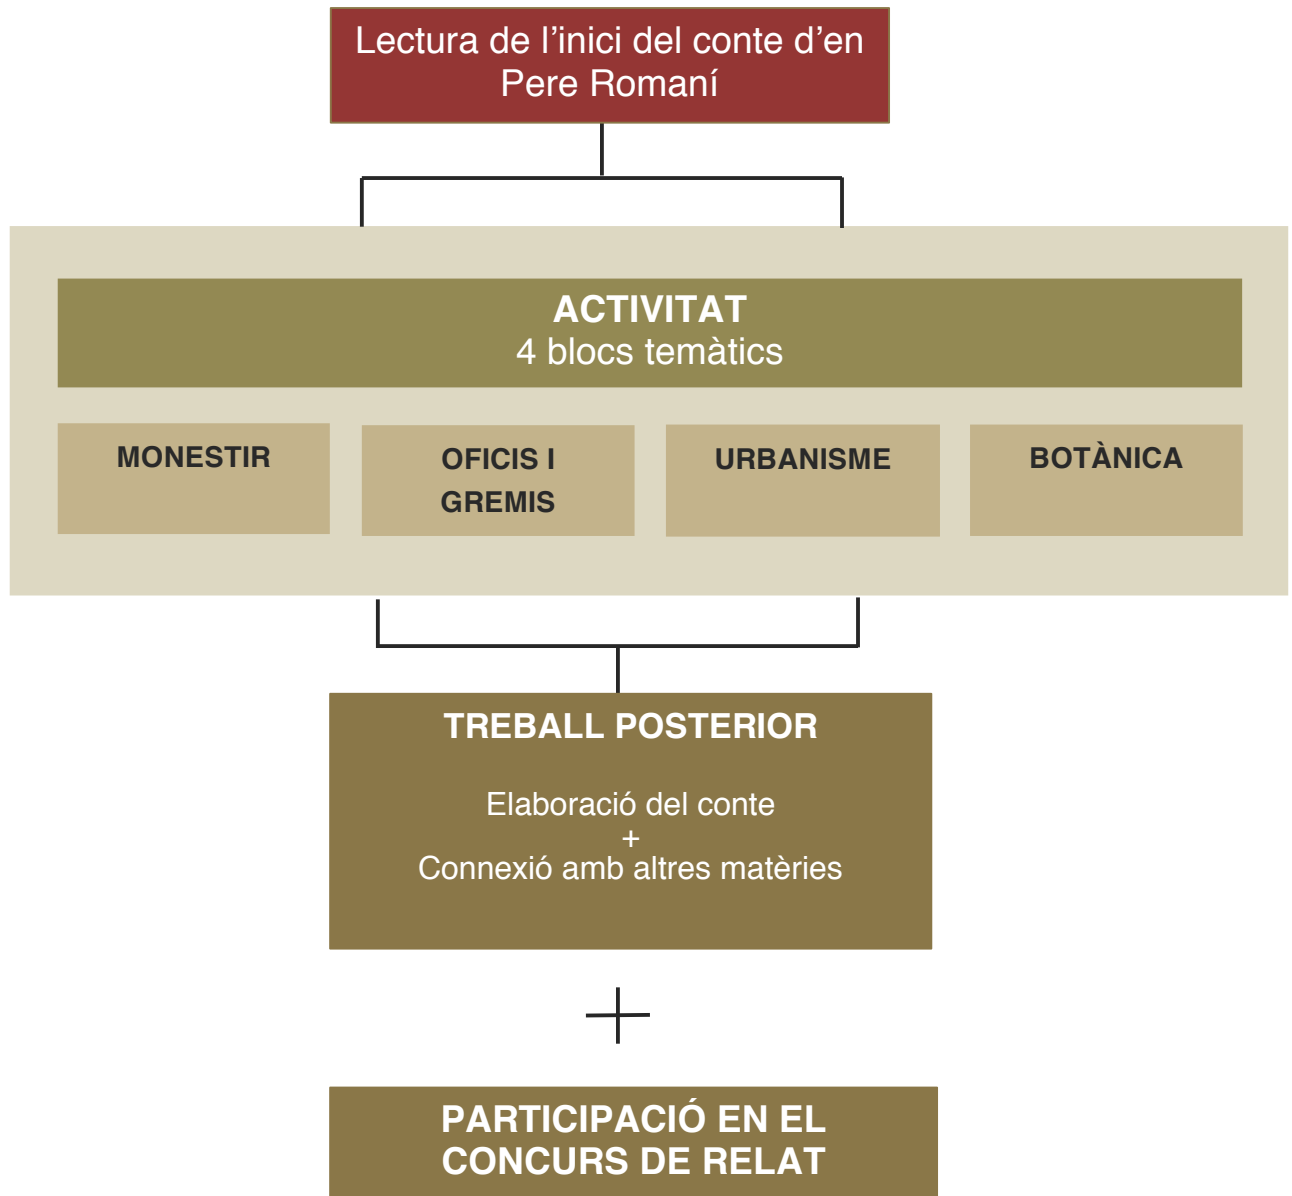 Lectura de l’inici del conte d’en
Pere Romaní
ACTIVITAT
4 blocs temàtics
MONESTIR
OFICIS I
GREMIS
URBANISME
BOTÀNICA
TREBALL POSTERIOR
Elaboració del conte
+
Connexió amb altres matèries
PARTICIPACIÓ EN EL
CONCURS DE RELAT